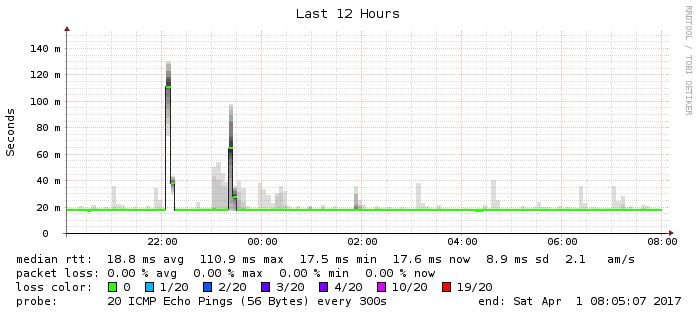 Last 12 Hours
RRDTOOL / TOBI OETIKER
Seconds
140 m
120 m
100 m
80 m
60 m
40 m
20 m
0
22:00 00:00 02:00 04:00 06:00 08:00
median rtt: 18.8 ms avg 110.9 ms max 17.5 ms min 17.6 ms now 8.9 ms sd 2.1 am/s
packet loss: 0.00 % avg 0.00 % max 0.00 % min 0.00 % now
loss color: 0 1/20 2/20 3/20 4/20 10/20 19/20
probe: 20 ICMP Echo Pings (56 Bytes) every 300s end: Sat Apr 1 08:05:07 2017